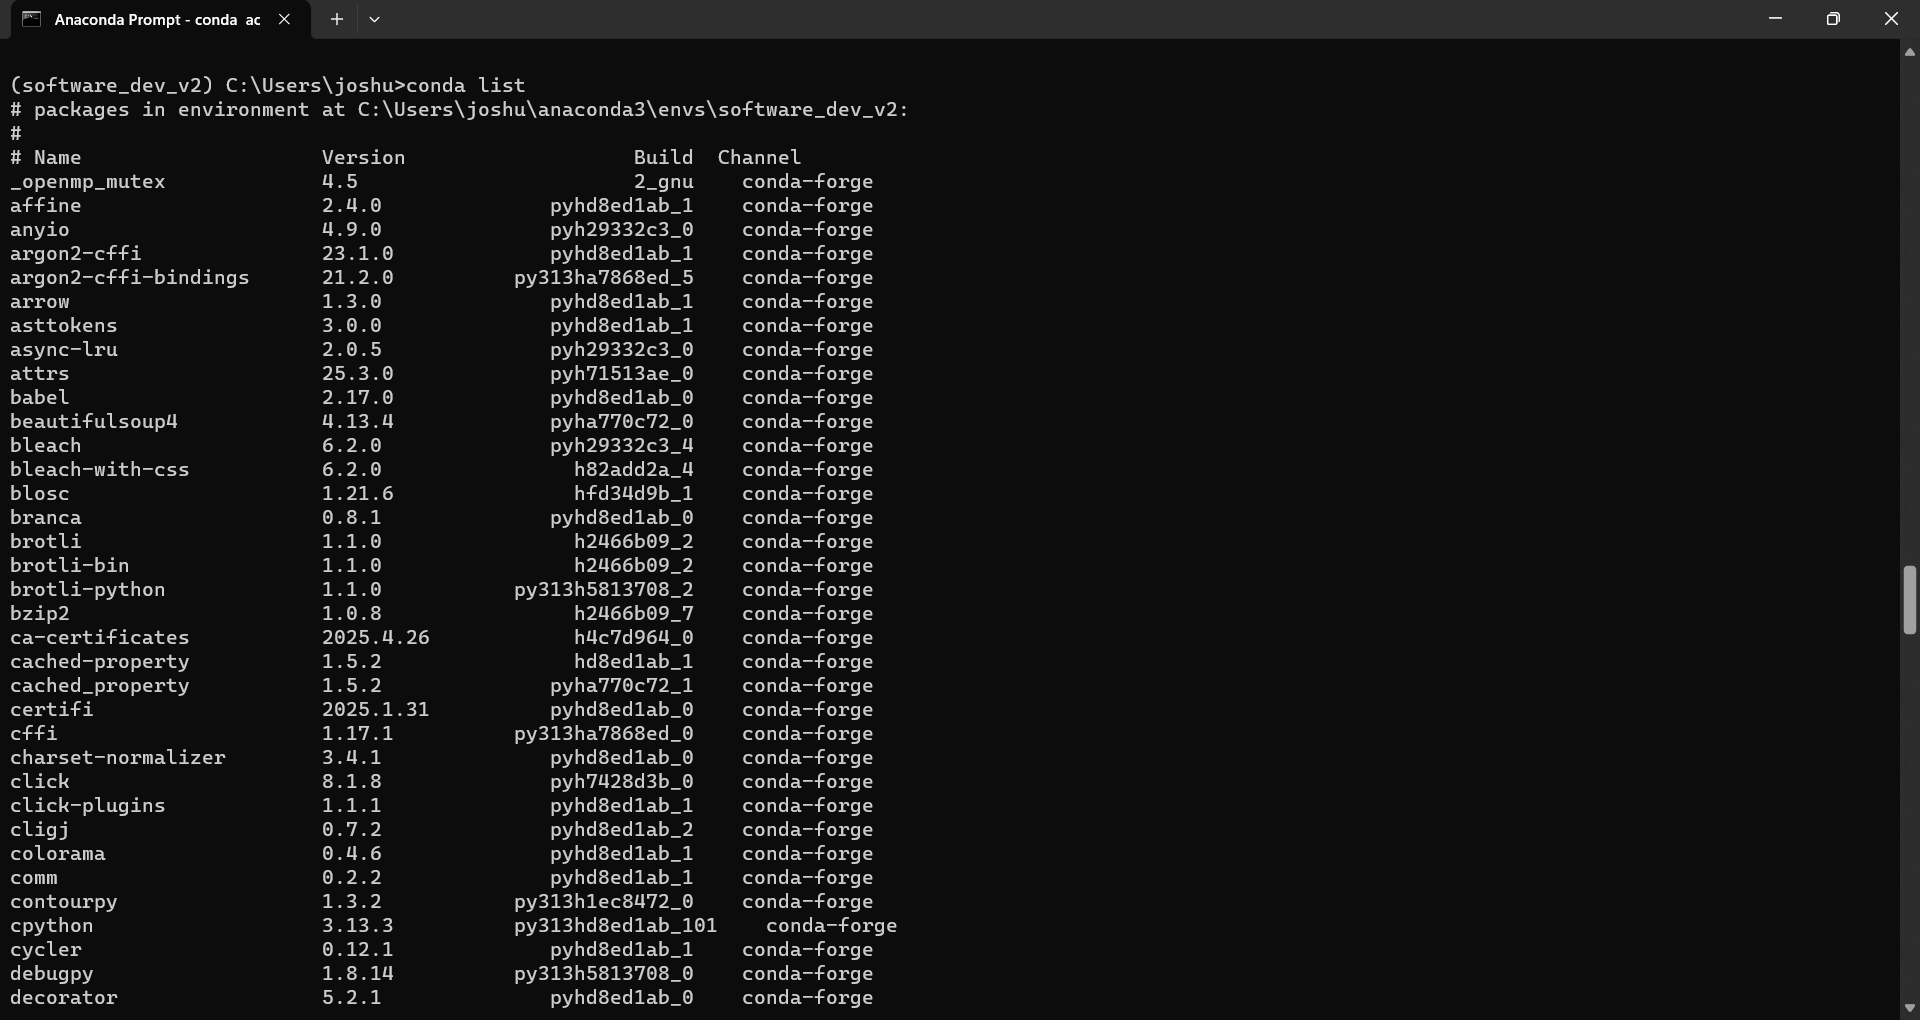 Anaconda Prompt - conda ac
(software_dev_v2) C:\Users\joshu>conda list
# packages in environment at C:\Users\joshu\anaconda3\envs\software_dev_v2:
#
# Name                    Version                   Build  Channel
_openmp_mutex             4.5                       2_gnu    conda-forge
affine                    2.4.0              pyhd8ed1ab_1    conda-forge
anyio                     4.9.0              pyh29332c3_0    conda-forge
argon2-cffi               23.1.0             pyhd8ed1ab_1    conda-forge
argon2-cffi-bindings      21.2.0          py313ha7868ed_5    conda-forge
arrow                     1.3.0              pyhd8ed1ab_1    conda-forge
asttokens                 3.0.0              pyhd8ed1ab_1    conda-forge
async-lru                 2.0.5              pyh29332c3_0    conda-forge
attrs                     25.3.0             pyh71513ae_0    conda-forge
babel                     2.17.0             pyhd8ed1ab_0    conda-forge
beautifulsoup4            4.13.4             pyha770c72_0    conda-forge
bleach                    6.2.0              pyh29332c3_4    conda-forge
bleach-with-css           6.2.0                h82add2a_4    conda-forge
blosc                     1.21.6               hfd34d9b_1    conda-forge
branca                    0.8.1              pyhd8ed1ab_0    conda-forge
brotli                    1.1.0                h2466b09_2    conda-forge
brotli-bin                1.1.0                h2466b09_2    conda-forge
brotli-python             1.1.0           py313h5813708_2    conda-forge
bzip2                     1.0.8                h2466b09_7    conda-forge
ca-certificates           2025.4.26            h4c7d964_0    conda-forge
cached-property           1.5.2                hd8ed1ab_1    conda-forge
cached_property           1.5.2              pyha770c72_1    conda-forge
certifi                   2025.1.31          pyhd8ed1ab_0    conda-forge
cffi                      1.17.1          py313ha7868ed_0    conda-forge
charset-normalizer        3.4.1              pyhd8ed1ab_0    conda-forge
click                     8.1.8              pyh7428d3b_0    conda-forge
click-plugins             1.1.1              pyhd8ed1ab_1    conda-forge
cligj                     0.7.2              pyhd8ed1ab_2    conda-forge
colorama                  0.4.6              pyhd8ed1ab_1    conda-forge
comm                      0.2.2              pyhd8ed1ab_1    conda-forge
contourpy                 1.3.2           py313h1ec8472_0    conda-forge
cpython                   3.13.3          py313hd8ed1ab_101    conda-forge
cycler                    0.12.1             pyhd8ed1ab_1    conda-forge
debugpy                   1.8.14          py313h5813708_0    conda-forge
decorator                 5.2.1              pyhd8ed1ab_0    conda-forge